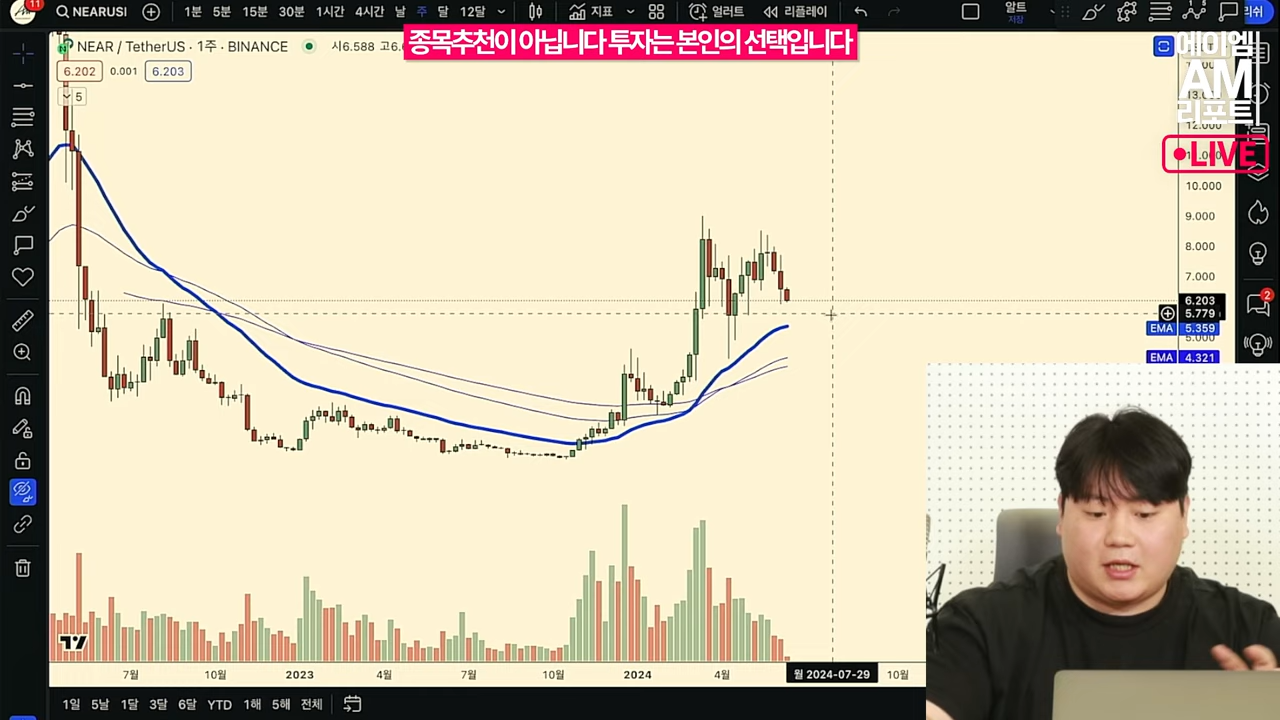 11
NEARUSI
1분 5분 15분 30분 1시간 4시간 날 주 달 12달
지표
얼러트
리플레이
알트
저장
리쉬
종목추천이 아닙니다 투자는 본인의 선택입니다
NEAR / TetherUS · 1주 · BINANCE
시6.588
6.202 0.001 6.203
5
에이엠
AM
리포트
LIVE
12.000
10.000
9.000
8.000
7.000
6.203
5.779
EMA 5.359
5.000
EMA 4.321
2
7월 10월 2023 4월 7월 10월 2024 4월 월 2024-07-29 10월
1일 5날 1달 3달 6달 YTD 1해 5해 전체